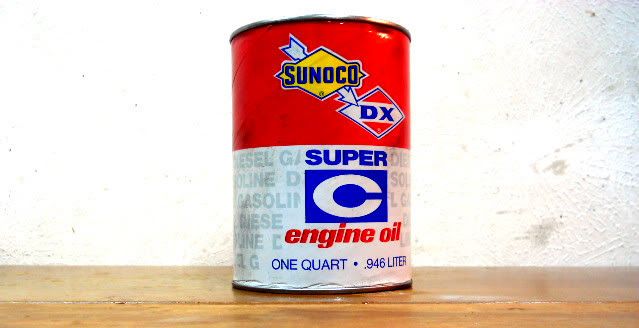 SUNOCO
DX
SUPER
C
engine oil
ONE QUART • .946 LITER